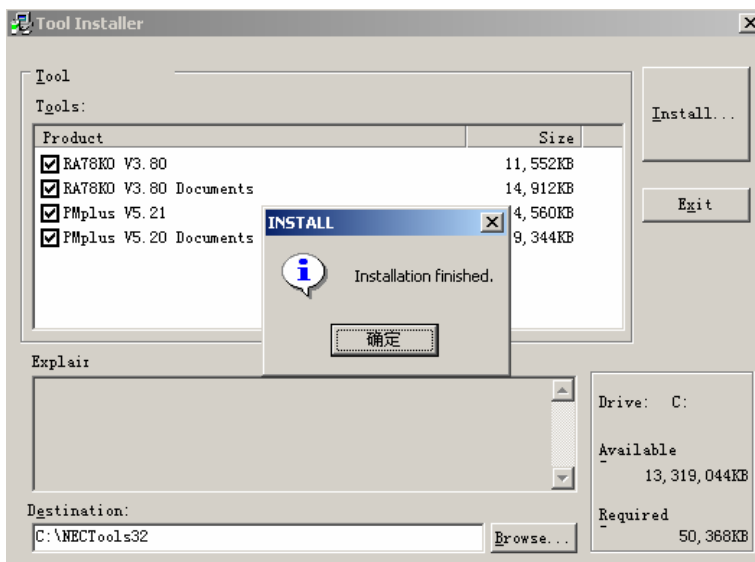 Tool Installer
Tool
Tools:
Product Size
RA78K0 V3.80 11,552KB
RA78K0 V3.80 Documents 14,912KB
PMplus V5.21 4,560KB
PMplus V5.20 Documents 9,344KB
Install...
Exit
INSTALL
Installation finished.
确定
Explair
Drive: C:
Available
13,319,044KB
Required
50,368KB
Destination:
C:\NECTools32
Browse...